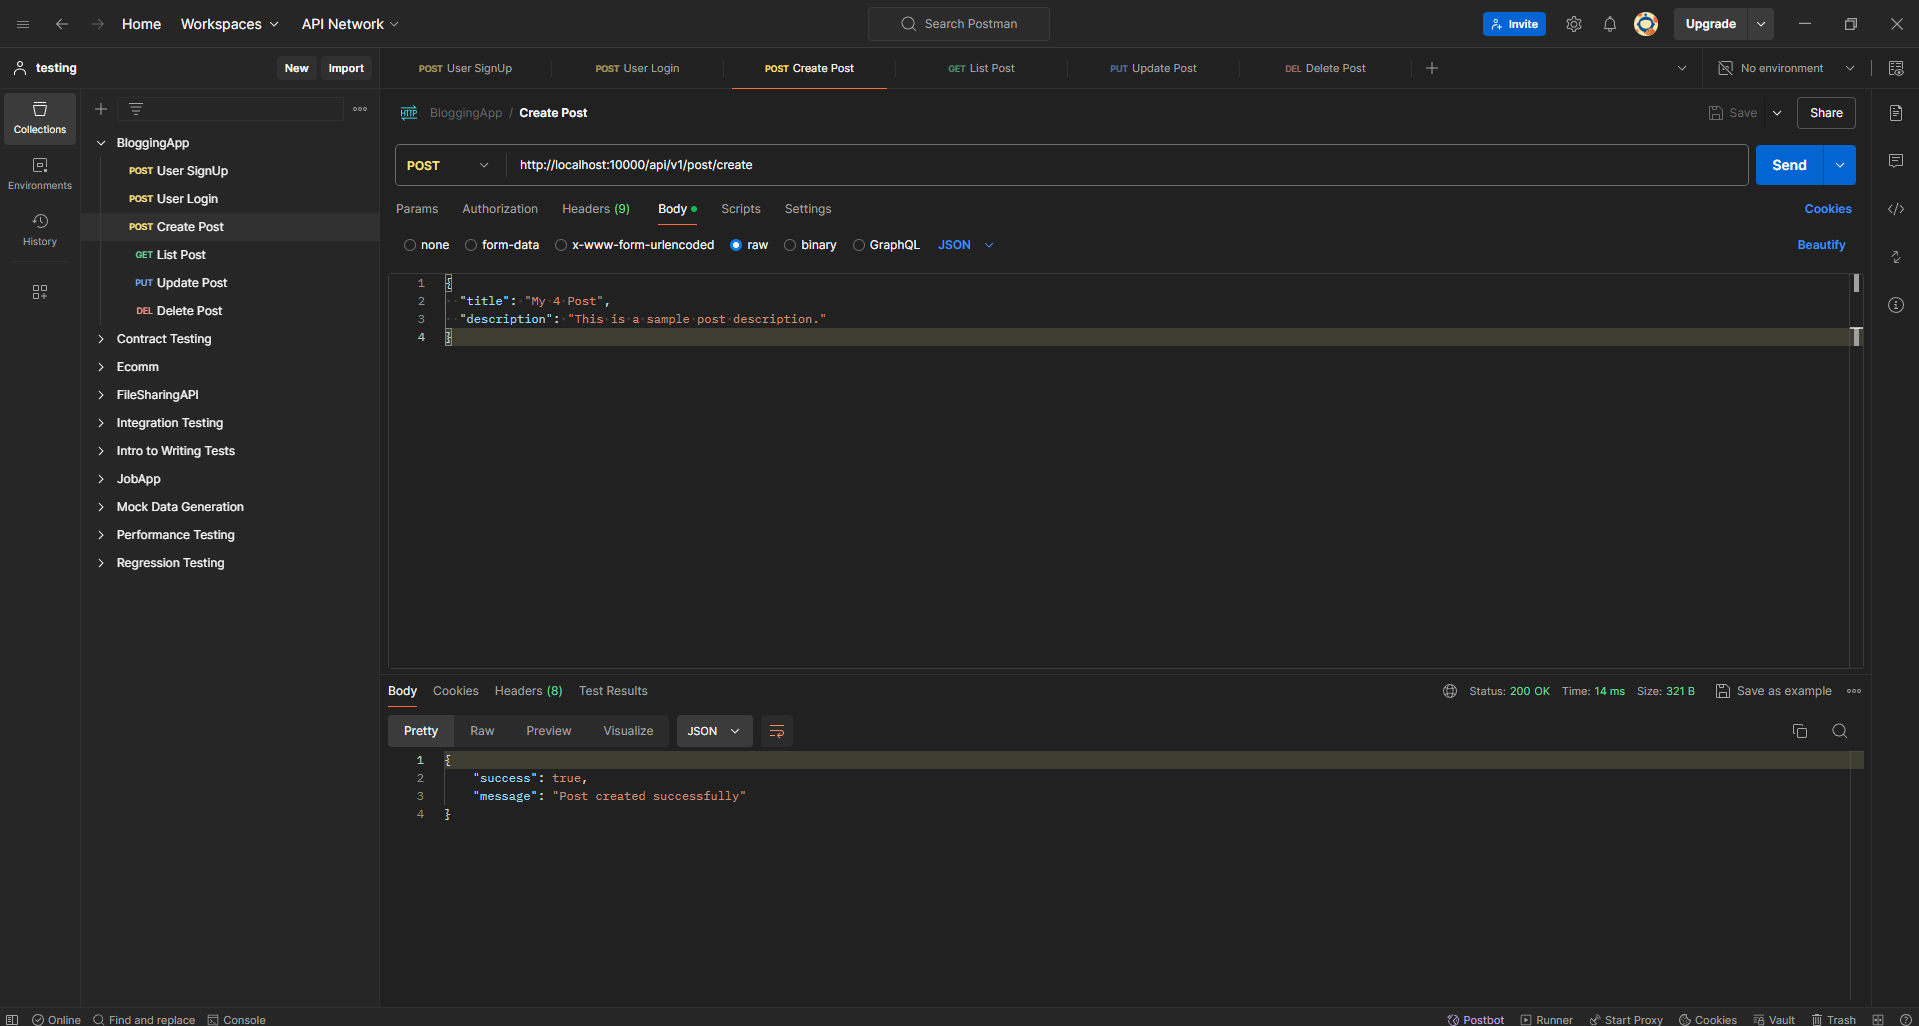 Home Workspaces API Network Search Postman Invite Upgrade
testing New Import POST User SignUp POST User Login POST Create Post GET List Post PUT Update Post DEL Delete Post No environment
Collections
Environments
History
BloggingApp
POST User SignUp
POST User Login
POST Create Post
GET List Post
PUT Update Post
DEL Delete Post
Contract Testing
Ecomm
FileSharingAPI
Integration Testing
Intro to Writing Tests
JobApp
Mock Data Generation
Performance Testing
Regression Testing
HTTP BloggingApp / Create Post Save Share
POST http://localhost:10000/api/v1/post/create Send
Params Authorization Headers (9) Body Scripts Settings Cookies
none form-data x-www-form-urlencoded raw binary GraphQL JSON Beautify
1 {
2 "title": "My 4 Post",
3 "description": "This is a sample post description."
4 }
Body Cookies Headers (8) Test Results Status: 200 OK Time: 14 ms Size: 321 B Save as example
Pretty Raw Preview Visualize JSON
1 {
2 "success": true,
3 "message": "Post created successfully"
4 }
Online Find and replace Console Postbot Runner Start Proxy Cookies Vault Trash